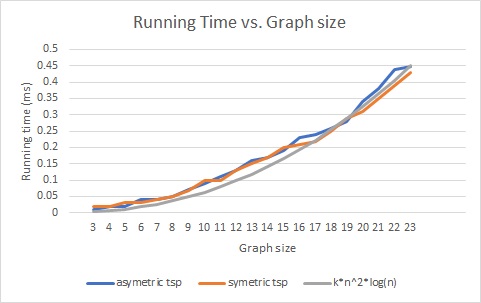 Running Time vs. Graph size
0.5
0.45
0.4
0.35
0.3
0.25
0.2
0.15
0.1
0.05
0
Running time (ms)
3 4 5 6 7 8 9 10 11 12 13 14 15 16 17 18 19 20 21 22 23
Graph size
asymetric tsp symetric tsp k*n^2*log(n)